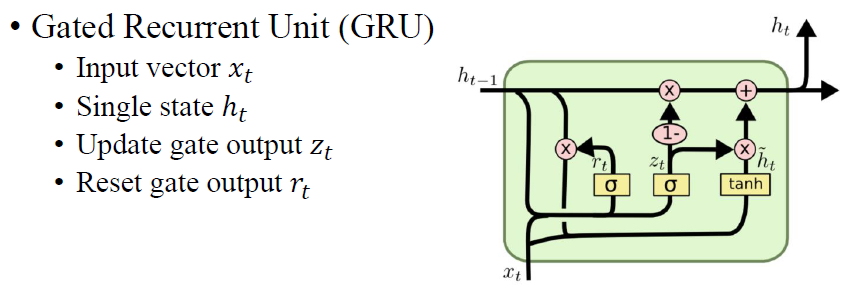 • Gated Recurrent Unit (GRU)
• Input vector xₜ
• Single state hₜ
• Update gate output zₜ
• Reset gate output rₜ
hₜ
hₜ₋₁
x
+
1-
x
rₜ
zₜ
x
h̃ₜ
σ
σ
tanh
xₜ